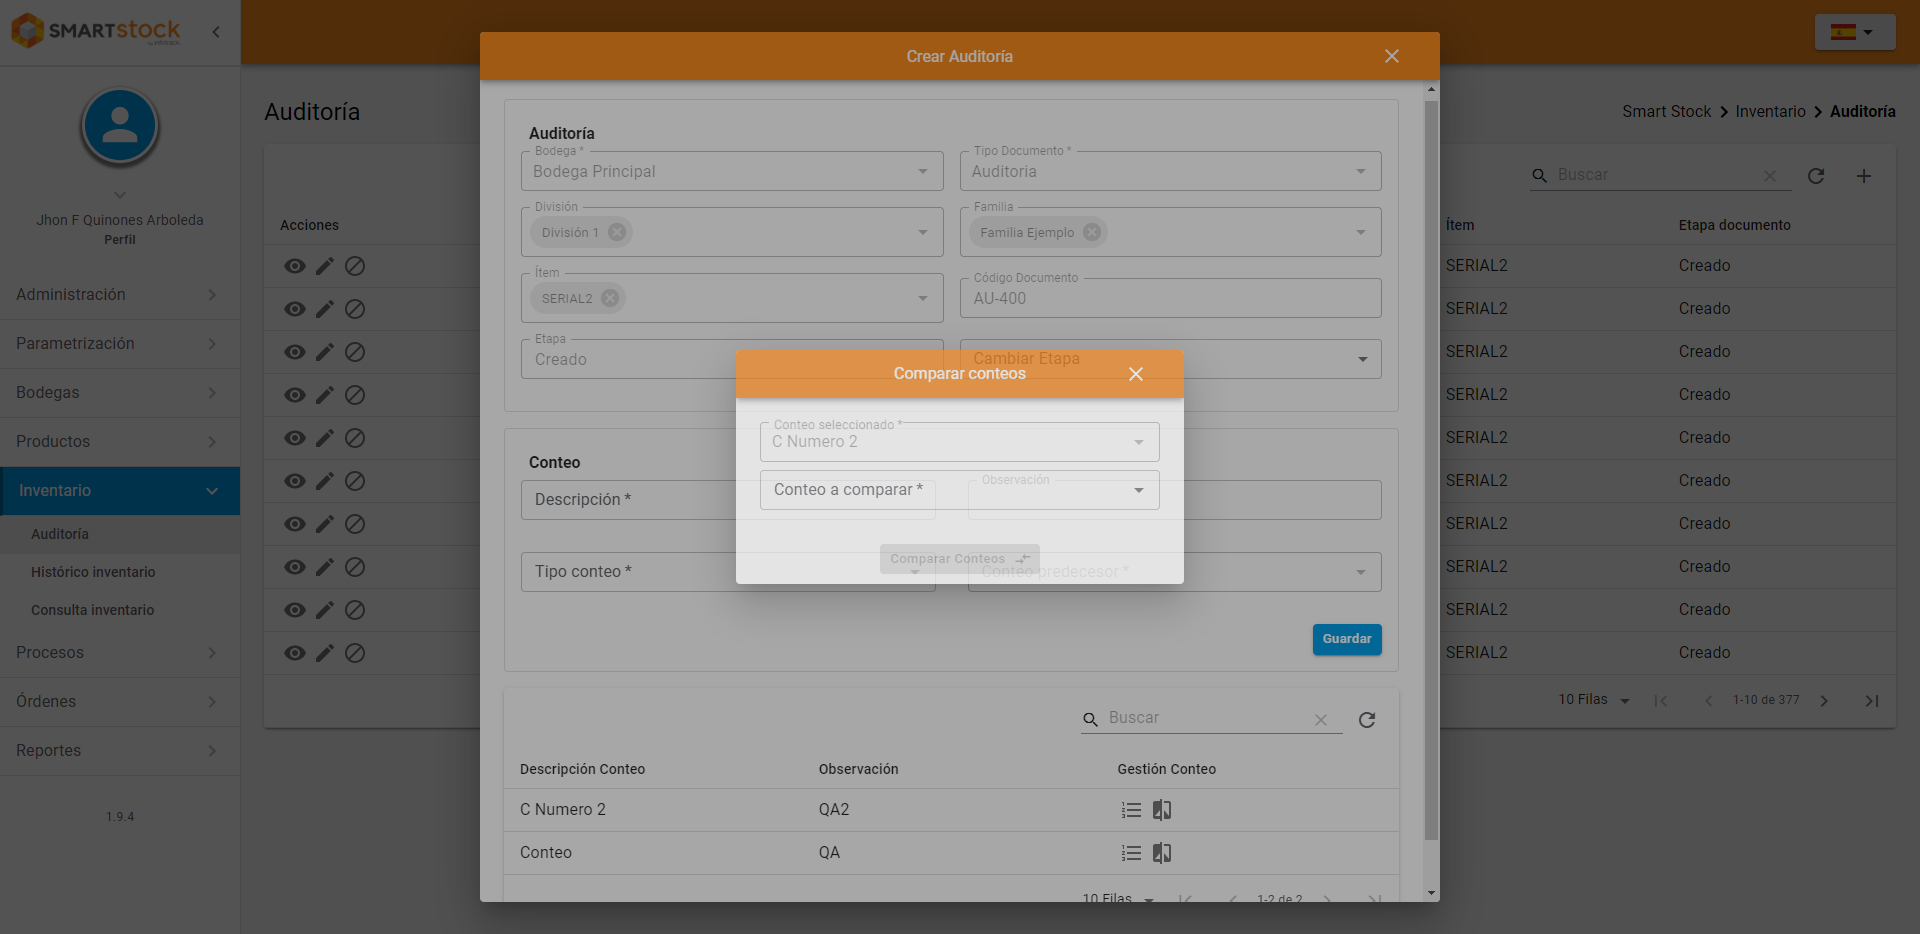 SMARTstock
Crear Auditoría
Auditoría
Smart Stock
Inventario
Auditoría
Jhon F Quinones Arboleda
Perfil
Administración
Parametrización
Bodegas
Productos
Inventario
Auditoría
Histórico inventario
Consulta inventario
Procesos
Órdenes
Reportes
1.9.4
Acciones
Auditoría
Bodega *
Bodega Principal
Tipo Documento *
Auditoria
División
División 1
Familia
Familia Ejemplo
Ítem
SERIAL2
Código Documento
AU-400
Etapa
Creado
Cambiar Etapa
Comparar conteos
Conteo seleccionado *
C Numero 2
Conteo a comparar *
Comparar Conteos
Conteo
Descripción *
Observación
Tipo conteo *
Conteo predecesor *
Guardar
Buscar
Descripción Conteo Observación Gestión Conteo
C Numero 2 QA2
Conteo QA
10 Filas 1-2 de 2
Buscar
Ítem Etapa documento
SERIAL2 Creado
SERIAL2 Creado
SERIAL2 Creado
SERIAL2 Creado
SERIAL2 Creado
SERIAL2 Creado
SERIAL2 Creado
SERIAL2 Creado
SERIAL2 Creado
SERIAL2 Creado
10 Filas 1-10 de 377